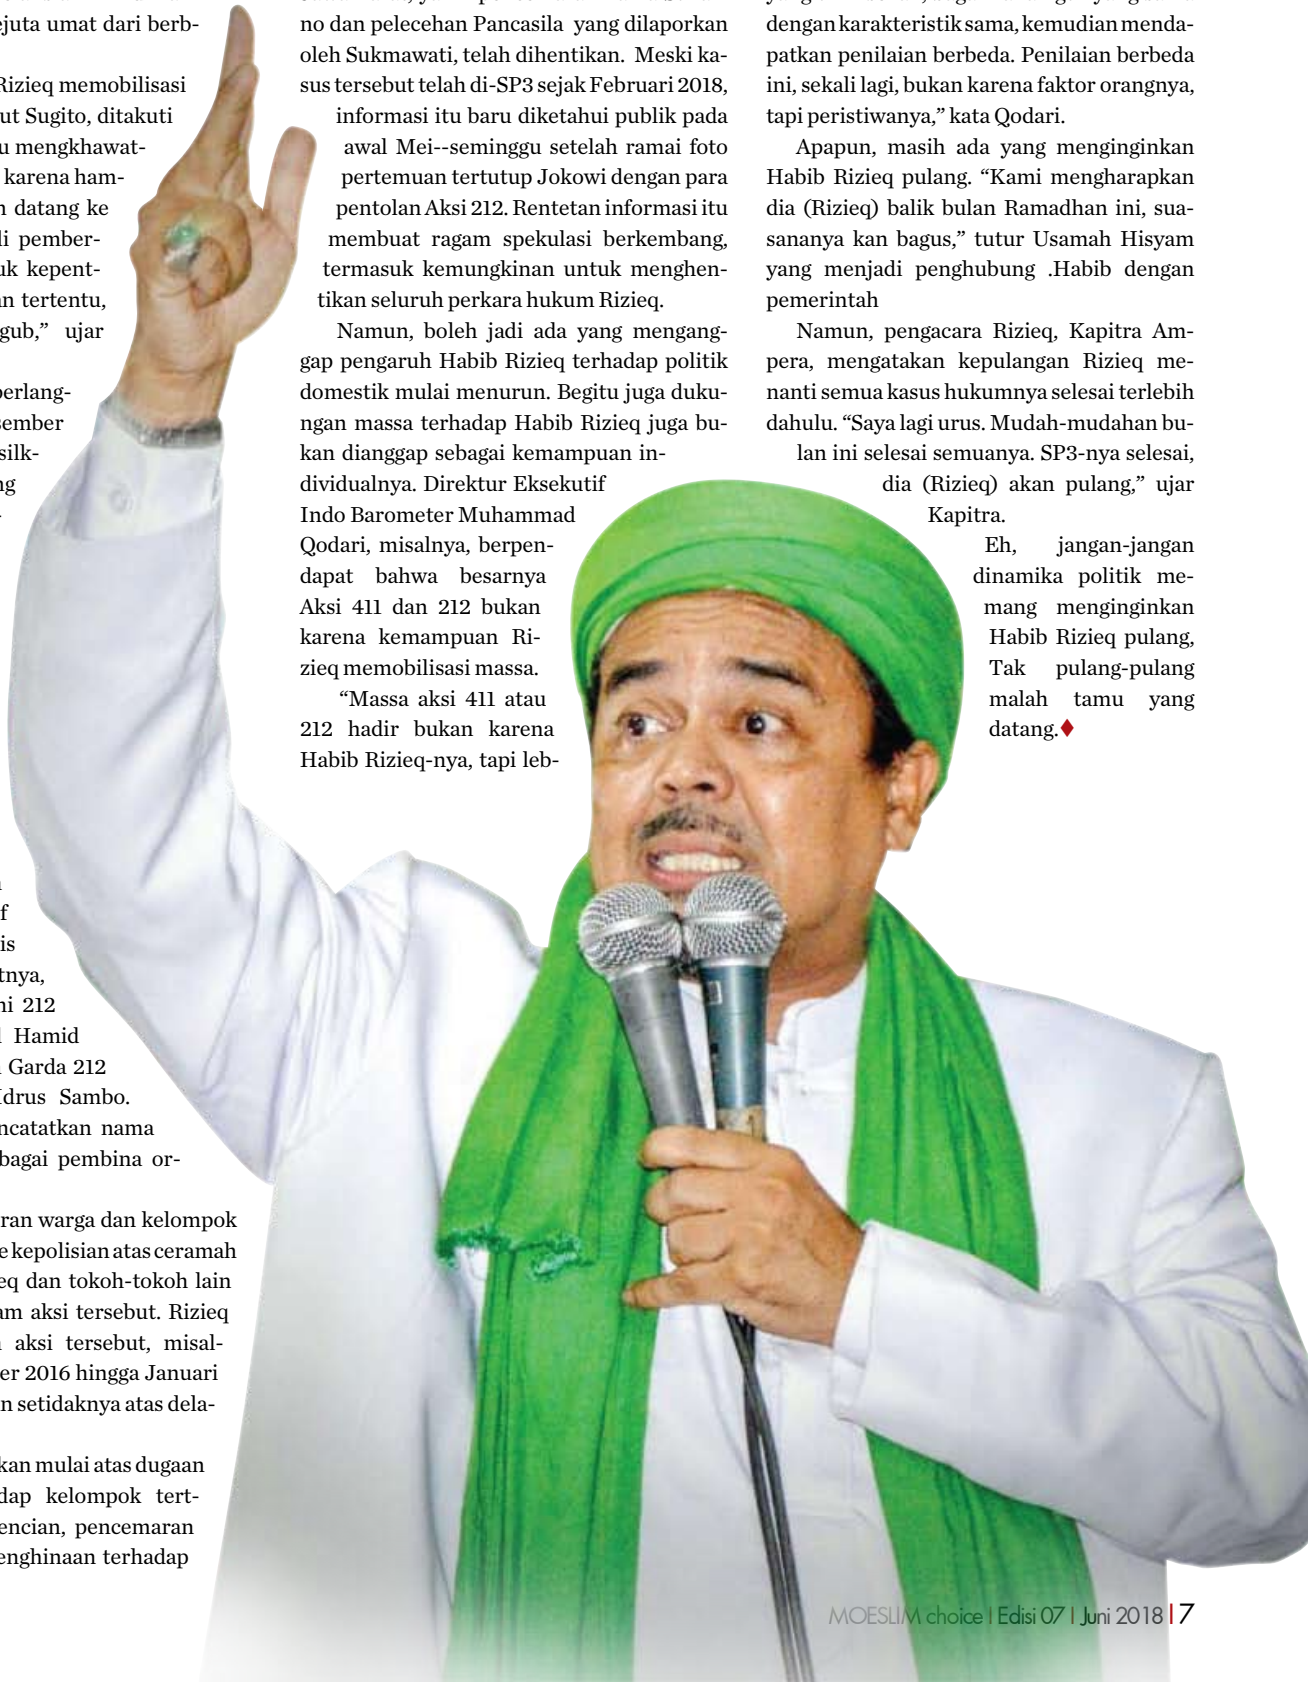 ejuta umat dari berb-
Rizieq memobilisasi
ut Sugito, ditakuti
u mengkhawat-
karena ham-
n datang ke
li pember-
uk kepent-
an tertentu,
gub,” ujar
perlang-
sember
silk-
ng
f
is
tnya,
ni 212
l Hamid
n Garda 212
Idrus Sambo.
ncatatkan nama
bagai pembina or-
ran warga dan kelompok
e kepolisian atas ceramah
eq dan tokoh-tokoh lain
am aksi tersebut. Rizieq
n aksi tersebut, misal-
er 2016 hingga Januari
n setidaknya atas dela-
kan mulai atas dugaan
dap kelompok tert-
encian, pencemaran
enghinaan terhadap
no dan pelecehan Pancasila yang dilaporkan
oleh Sukmawati, telah dihentikan. Meski ka-
sus tersebut telah di-SP3 sejak Februari 2018,
informasi itu baru diketahui publik pada
awal Mei--seminggu setelah ramai foto
pertemuan tertutup Jokowi dengan para
pentolan Aksi 212. Rentetan informasi itu
membuat ragam spekulasi berkembang,
termasuk kemungkinan untuk menghen-
tikan seluruh perkara hukum Rizieq.
Namun, boleh jadi ada yang mengang-
gap pengaruh Habib Rizieq terhadap politik
domestik mulai menurun. Begitu juga duku-
ngan massa terhadap Habib Rizieq juga bu-
kan dianggap sebagai kemampuan in-
dividualnya. Direktur Eksekutif
Indo Barometer Muhammad
Qodari, misalnya, berpen-
dapat bahwa besarnya
Aksi 411 dan 212 bukan
karena kemampuan Ri-
zieq memobilisasi massa.
“Massa aksi 411 atau
212 hadir bukan karena
Habib Rizieq-nya, tapi leb-
dengan karakteristik sama, kemudian menda-
patkan penilaian berbeda. Penilaian berbeda
ini, sekali lagi, bukan karena faktor orangnya,
tapi peristiwanya,” kata Qodari.
Apapun, masih ada yang menginginkan
Habib Rizieq pulang. “Kami mengharapkan
dia (Rizieq) balik bulan Ramadhan ini, sua-
sananya kan bagus,” tutur Usamah Hisyam
yang menjadi penghubung .Habib dengan
pemerintah
Namun, pengacara Rizieq, Kapitra Am-
pera, mengatakan kepulangan Rizieq me-
nanti semua kasus hukumnya selesai terlebih
dahulu. “Saya lagi urus. Mudah-mudahan bu-
lan ini selesai semuanya. SP3-nya selesai,
dia (Rizieq) akan pulang,” ujar
Kapitra.
Eh, jangan-jangan
dinamika politik me-
mang menginginkan
Habib Rizieq pulang,
Tak pulang-pulang
malah tamu yang
datang.♦
MOESLIM choice | Edisi 07 | Juni 2018 | 7